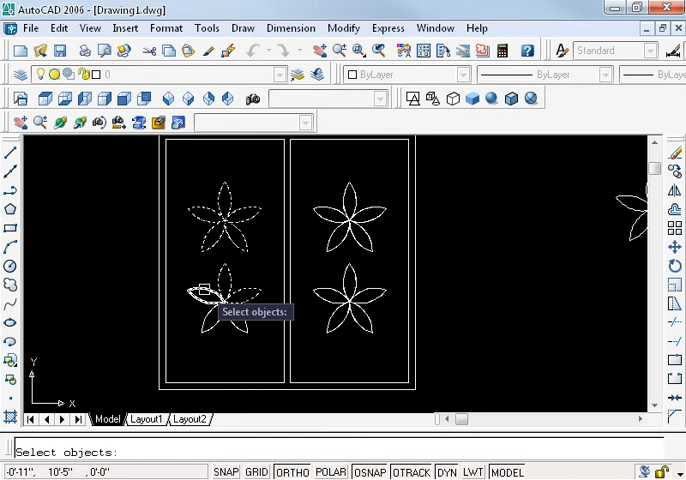 AutoCAD 2006 - [Drawing1.dwg]
File Edit View Insert Format Tools Draw Dimension Modify Express Window Help
Standard
0 ByLayer ByLayer ByLay
Select objects:
Y
X
Model Layout1 Layout2
Select objects:
-0'-11", 10'-5" , 0'-0" SNAP GRID ORTHO POLAR OSNAP OTRACK DYN LWT MODEL